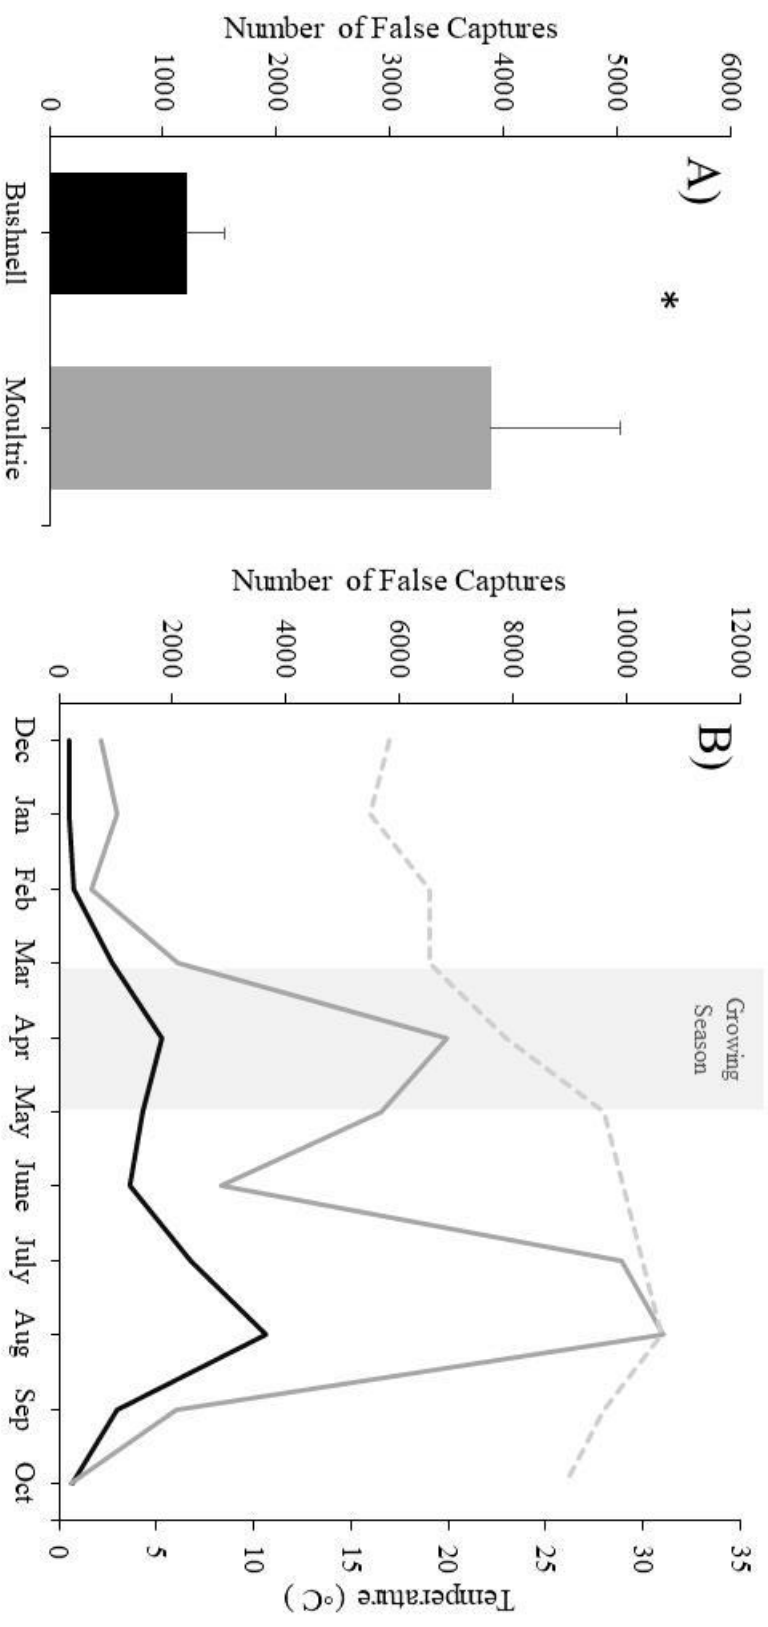 A)
*
Number of False Captures
6000
5000
4000
3000
2000
1000
0
Bushnell
Moultrie
B)
Growing
Season
Number of False Captures
12000
10000
8000
6000
4000
2000
0
Dec
Jan
Feb
Mar
Apr
May
June
July
Aug
Sep
Oct
35
30
25
20
15
10
5
0
Temperature (°C )